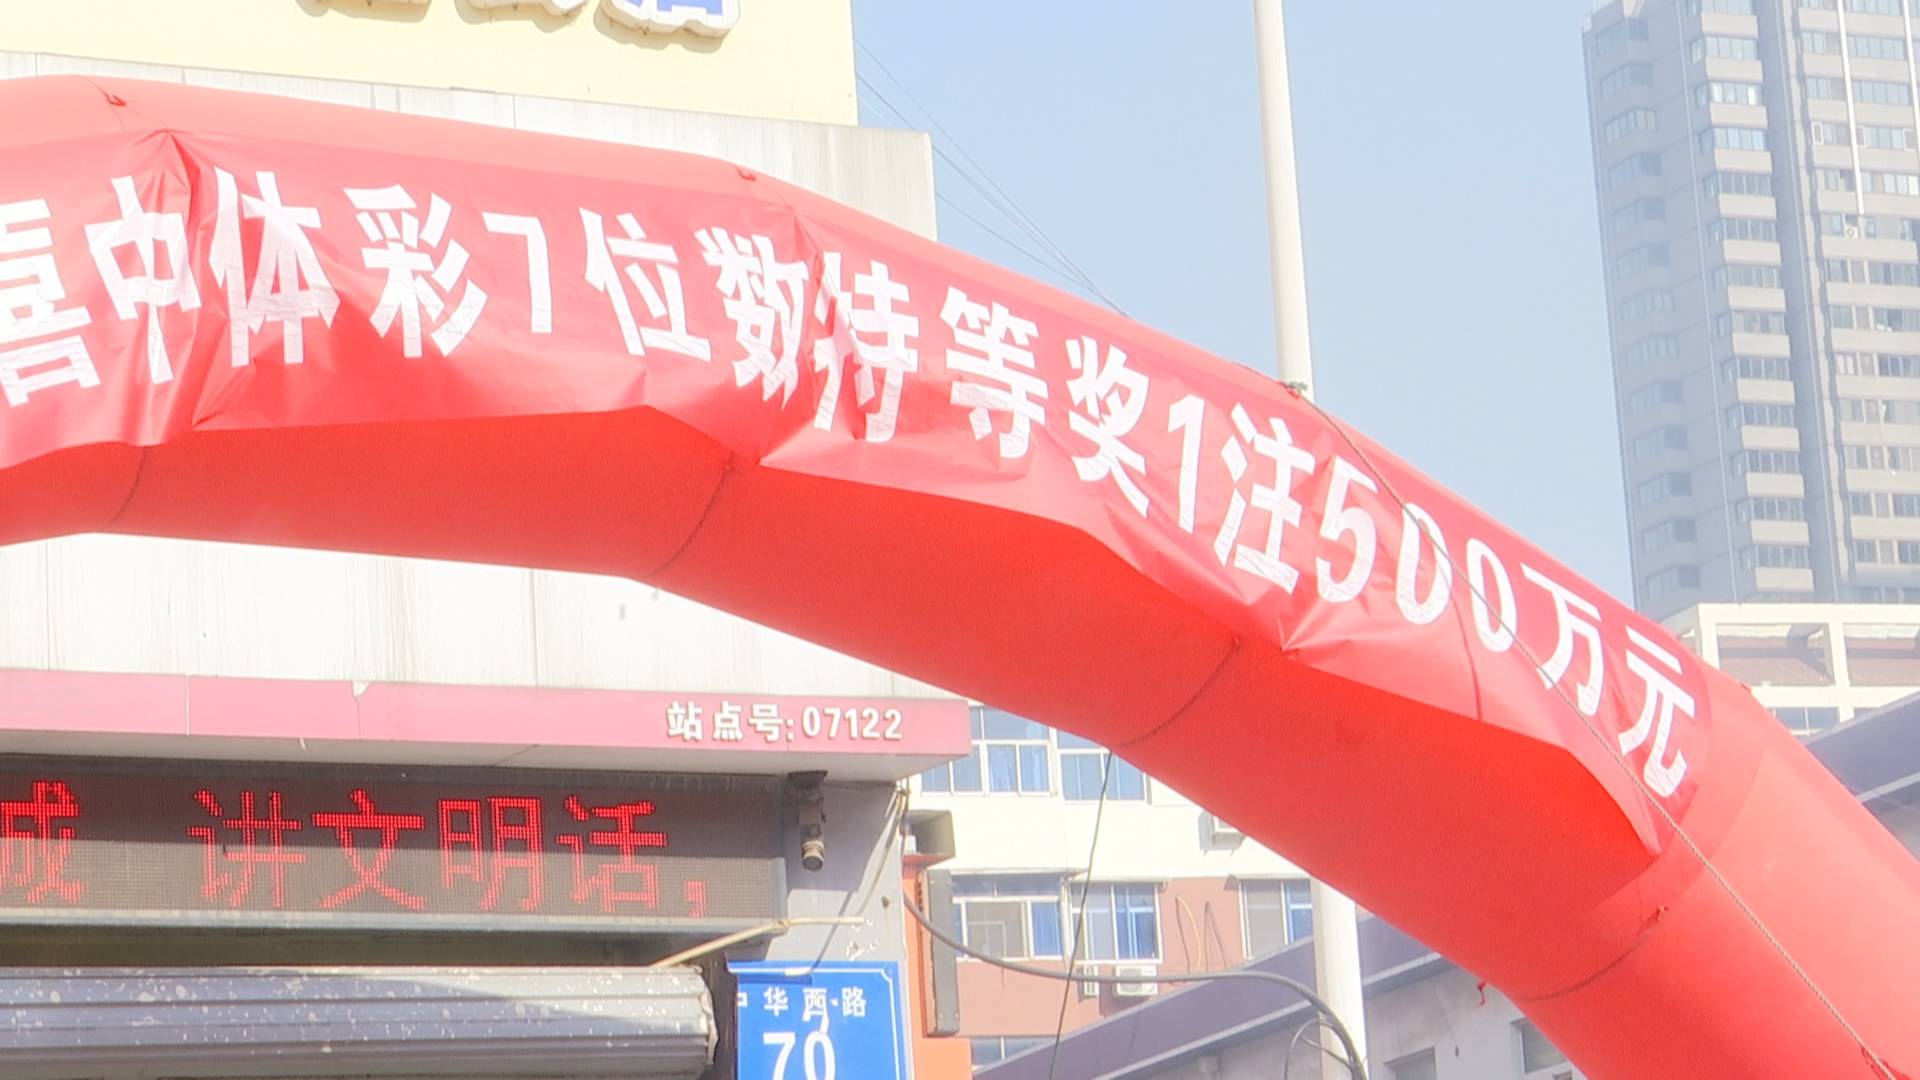 喜中体彩7位数特等奖1注500万元
站点号:07122
诚 讲文明话,
中华西路
70